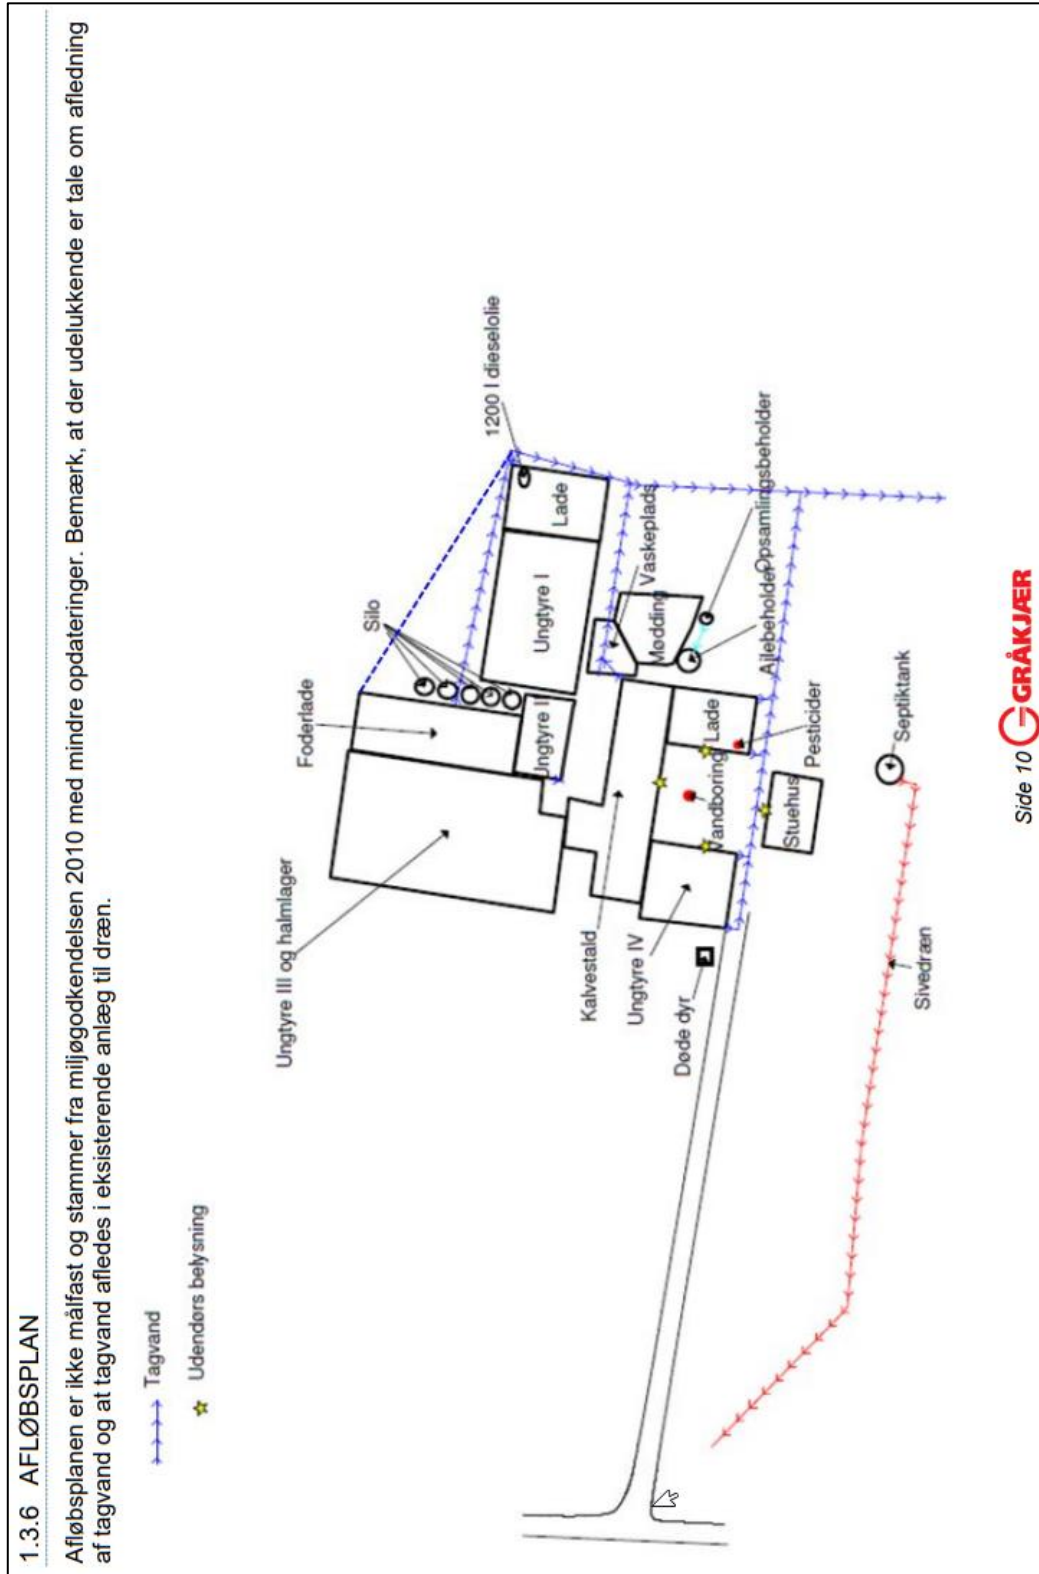 1.3.6 AFLØBSPLAN
Afløbsplanen er ikke målfast og stammer fra miljøgodkendelsen 2010 med mindre opdateringer. Bemærk, at der udelukkende er tale om afledning
af tagvand og at tagvand afledes i eksisterende anlæg til dræn.
Tagvand
Udendørs belysning
Ungtyre III og halmlager
Foderlade
Silo
1200 l dieselolie
Lade
Ungtyre I
Ungtyre II
Vaskeplads
Mødding
Kalvestald
Ungtyre IV
Døde dyr
Vandboring
Lade
Ajlebeholder
Opsamlingsbeholder
Pesticider
Stuehus
Septiktank
Sivedræn
Side 10 GRÅKJÆR